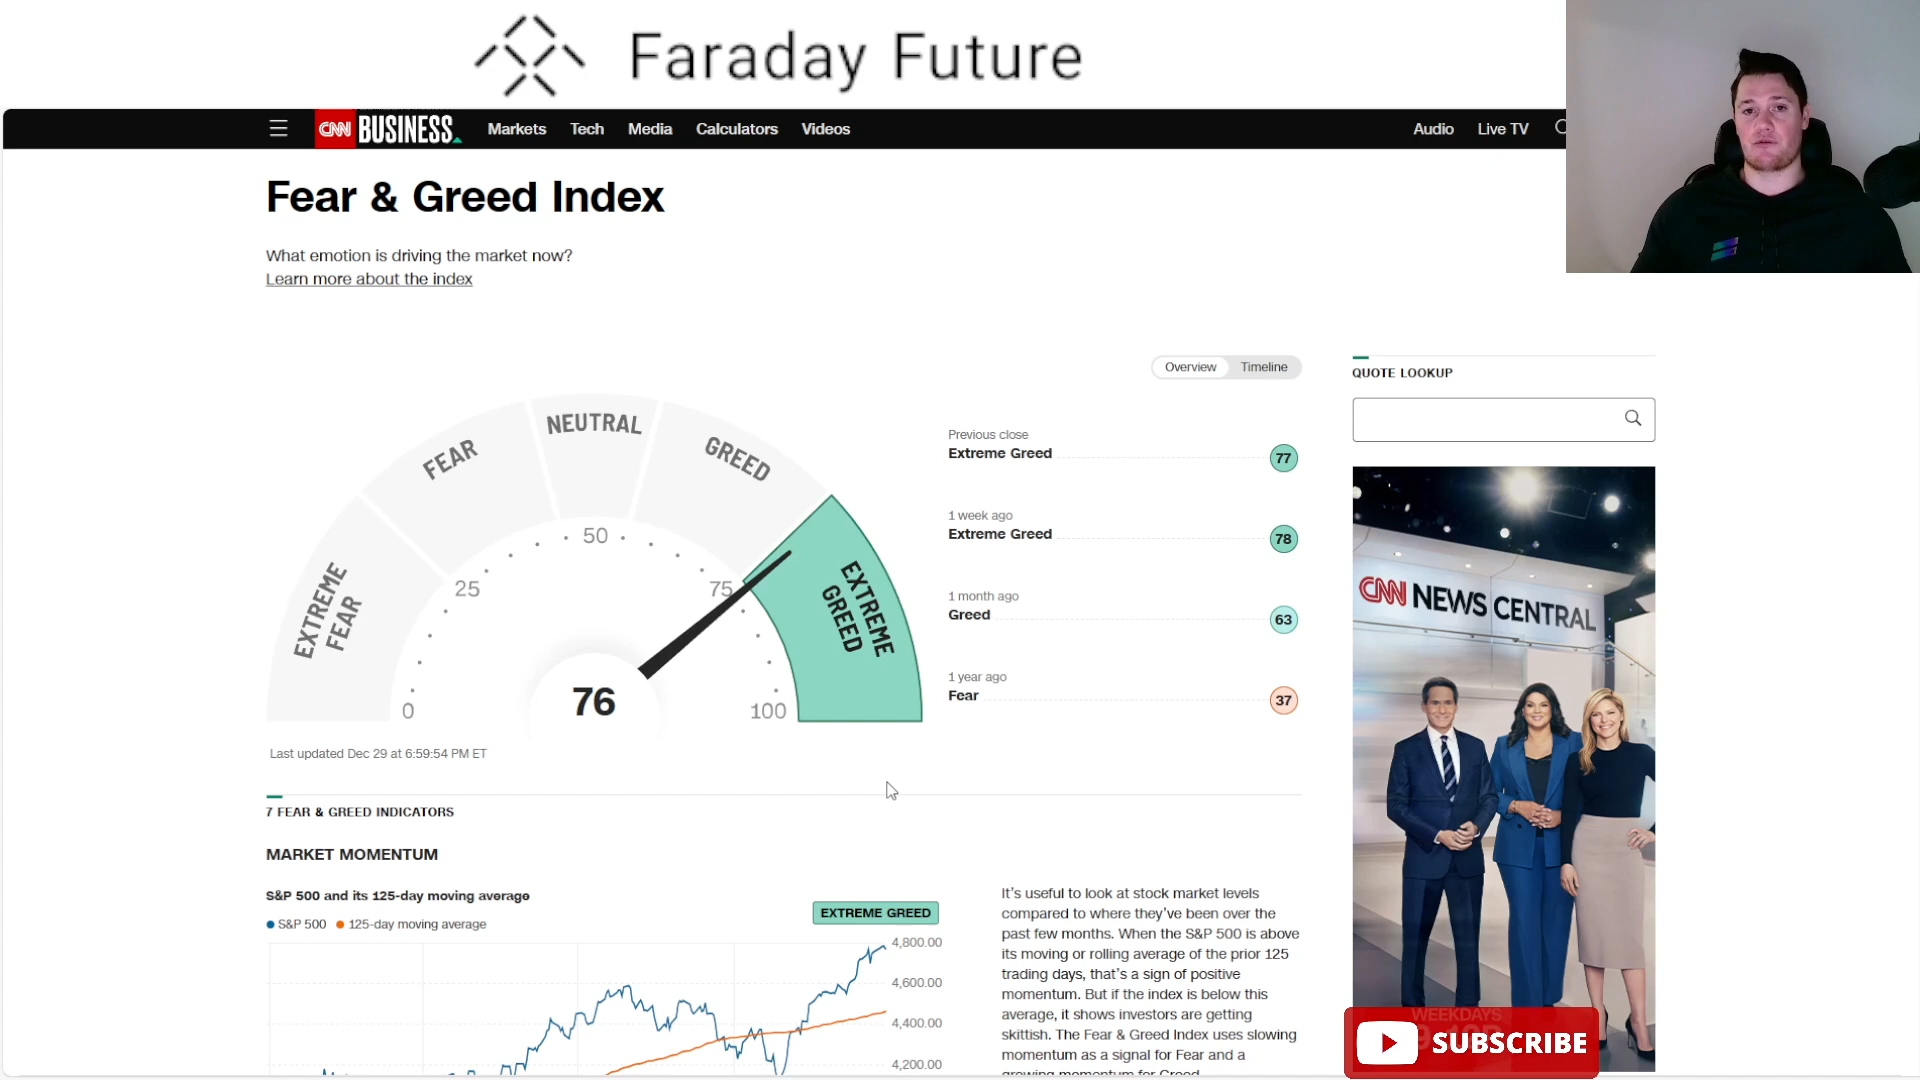 Faraday Future
CNN BUSINESS Markets Tech Media Calculators Videos Audio Live TV
Fear & Greed Index
What emotion is driving the market now?
Learn more about the index
Overview Timeline
EXTREME FEAR
FEAR
NEUTRAL
GREED
EXTREME GREED
0
25
50
75
100
76
Last updated Dec 29 at 6:59:54 PM ET
Previous close
Extreme Greed 77
1 week ago
Extreme Greed 78
1 month ago
Greed 63
1 year ago
Fear 37
QUOTE LOOKUP
CNN NEWS CENTRAL
WEEKDAYS
SUBSCRIBE
7 FEAR & GREED INDICATORS
MARKET MOMENTUM
S&P 500 and its 125-day moving average
S&P 500 125-day moving average
EXTREME GREED
4,800.00
4,600.00
4,400.00
4,200.00
It's useful to look at stock market levels
compared to where they've been over the
past few months. When the S&P 500 is above
its moving or rolling average of the prior 125
trading days, that's a sign of positive
momentum. But if the index is below this
average, it shows investors are getting
skittish. The Fear & Greed Index uses slowing
momentum as a signal for Fear and a
growing momentum for Greed.